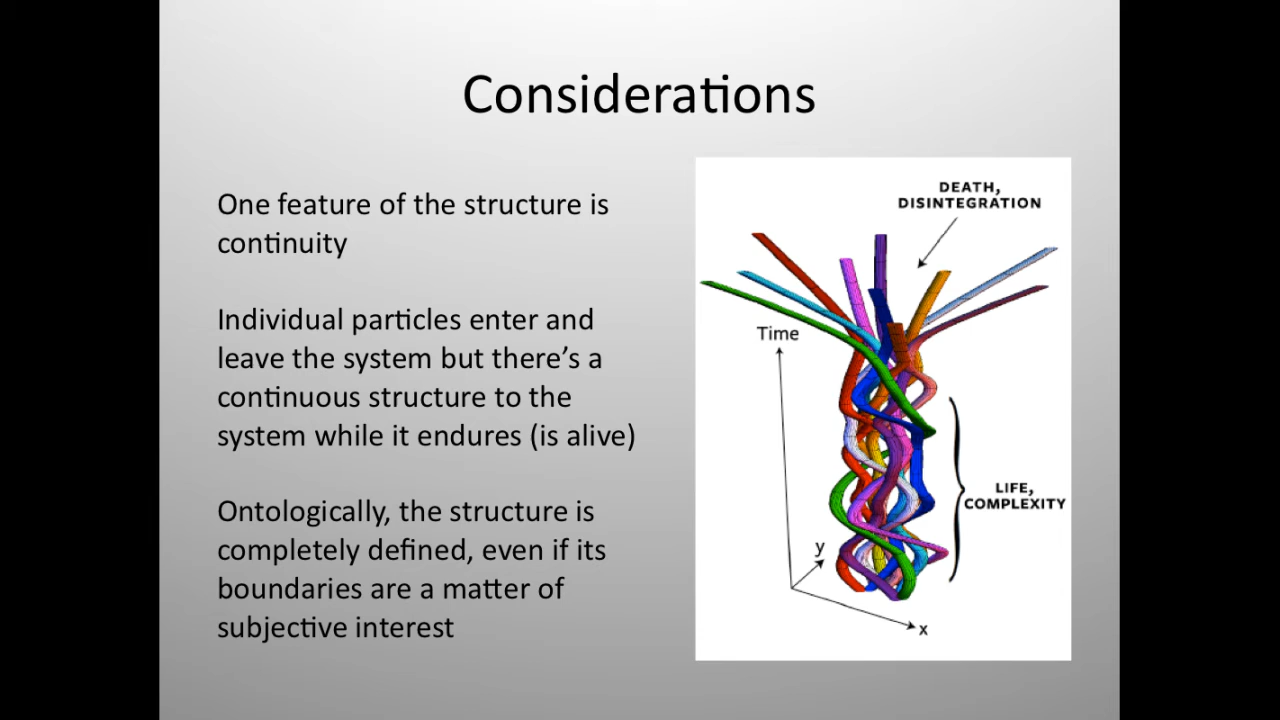 Considerations
One feature of the structure is
continuity
Individual particles enter and
leave the system but there’s a
continuous structure to the
system while it endures (is alive)
Ontologically, the structure is
completely defined, even if its
boundaries are a matter of
subjective interest
DEATH,
DISINTEGRATION
Time
LIFE,
COMPLEXITY
y
x